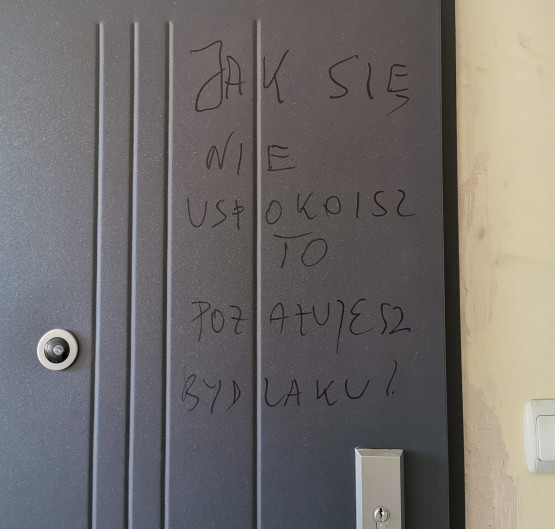 JAK SIĘ
NIE
USPOKOISZ
TO
POŻAŁUJESZ
BYDLAKU!